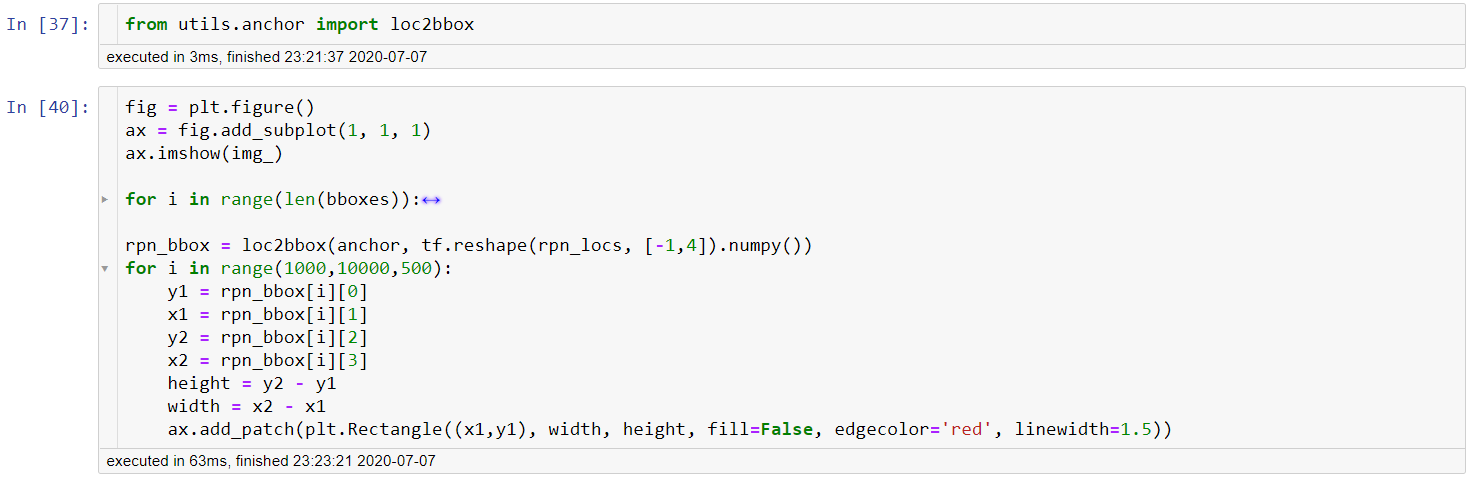 In [37]: from utils.anchor import loc2bbox
executed in 3ms, finished 23:21:37 2020-07-07
In [40]: fig = plt.figure()
ax = fig.add_subplot(1, 1, 1)
ax.imshow(img_)
for i in range(len(bboxes)):↔
rpn_bbox = loc2bbox(anchor, tf.reshape(rpn_locs, [-1,4]).numpy())
for i in range(1000,10000,500):
    y1 = rpn_bbox[i][0]
    x1 = rpn_bbox[i][1]
    y2 = rpn_bbox[i][2]
    x2 = rpn_bbox[i][3]
    height = y2 - y1
    width = x2 - x1
    ax.add_patch(plt.Rectangle((x1,y1), width, height, fill=False, edgecolor='red', linewidth=1.5))
executed in 63ms, finished 23:23:21 2020-07-07